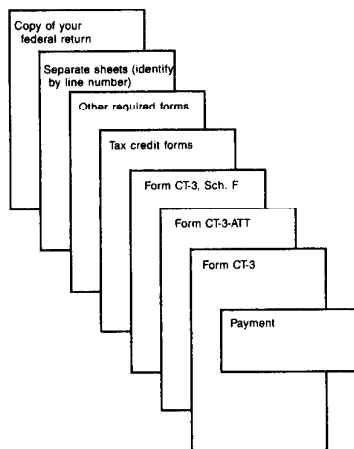 Copy of your
federal return
Separate sheets (identify
by line number)
Other required forms
Tax credit forms
Form CT-3, Sch. F
Form CT-3-ATT
Form CT-3
Payment